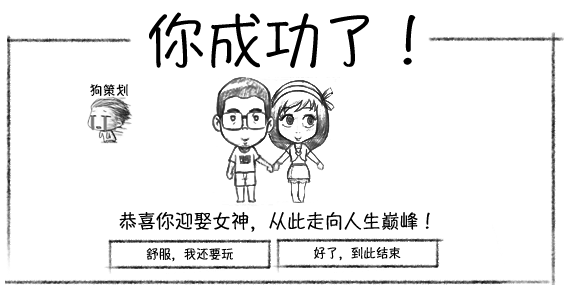 你成功了！
狗策划
恭喜你迎娶女神，从此走向人生巅峰！
舒服，我还要玩
好了，到此结束